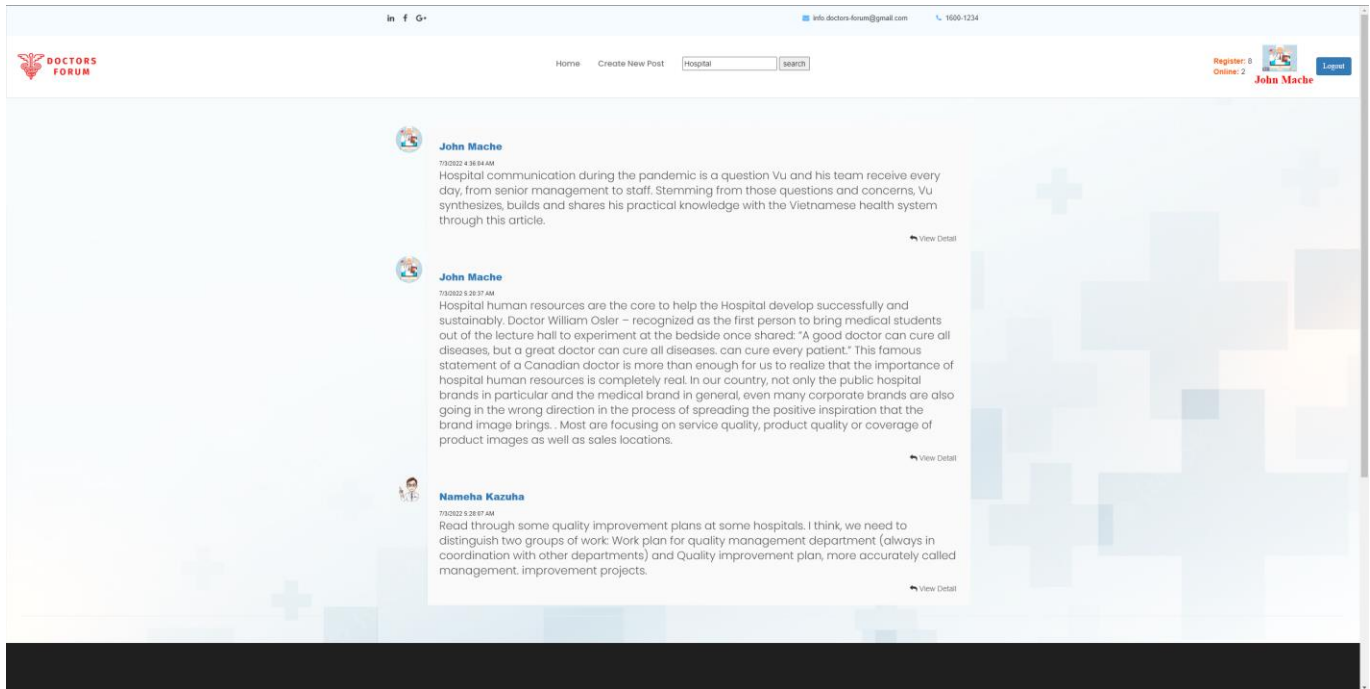 in f G+
info.doctors-forum@gmail.com
1600-1234
DOCTORS
FORUM
Home
Create New Post
Hospital
search
Register: 8
Online: 2
John Mache
Logout
John Mache
7/3/2022 4:36:04 AM
Hospital communication during the pandemic is a question Vu and his team receive every
day, from senior management to staff. Stemming from those questions and concerns, Vu
synthesizes, builds and shares his practical knowledge with the Vietnamese health system
through this article.
View Detail
John Mache
7/3/2022 5:20:37 AM
Hospital human resources are the core to help the Hospital develop successfully and
sustainably. Doctor William Osler – recognized as the first person to bring medical students
out of the lecture hall to experiment at the bedside once shared: “A good doctor can cure all
diseases, but a great doctor can cure all diseases. can cure every patient.” This famous
statement of a Canadian doctor is more than enough for us to realize that the importance of
hospital human resources is completely real. In our country, not only the public hospital
brands in particular and the medical brand in general, even many corporate brands are also
going in the wrong direction in the process of spreading the positive inspiration that the
brand image brings. . Most are focusing on service quality, product quality or coverage of
product images as well as sales locations.
View Detail
Nameha Kazuha
7/3/2022 5:28:07 AM
Read through some quality improvement plans at some hospitals. I think, we need to
distinguish two groups of work: Work plan for quality management department (always in
coordination with other departments) and Quality improvement plan, more accurately called
management. improvement projects.
View Detail